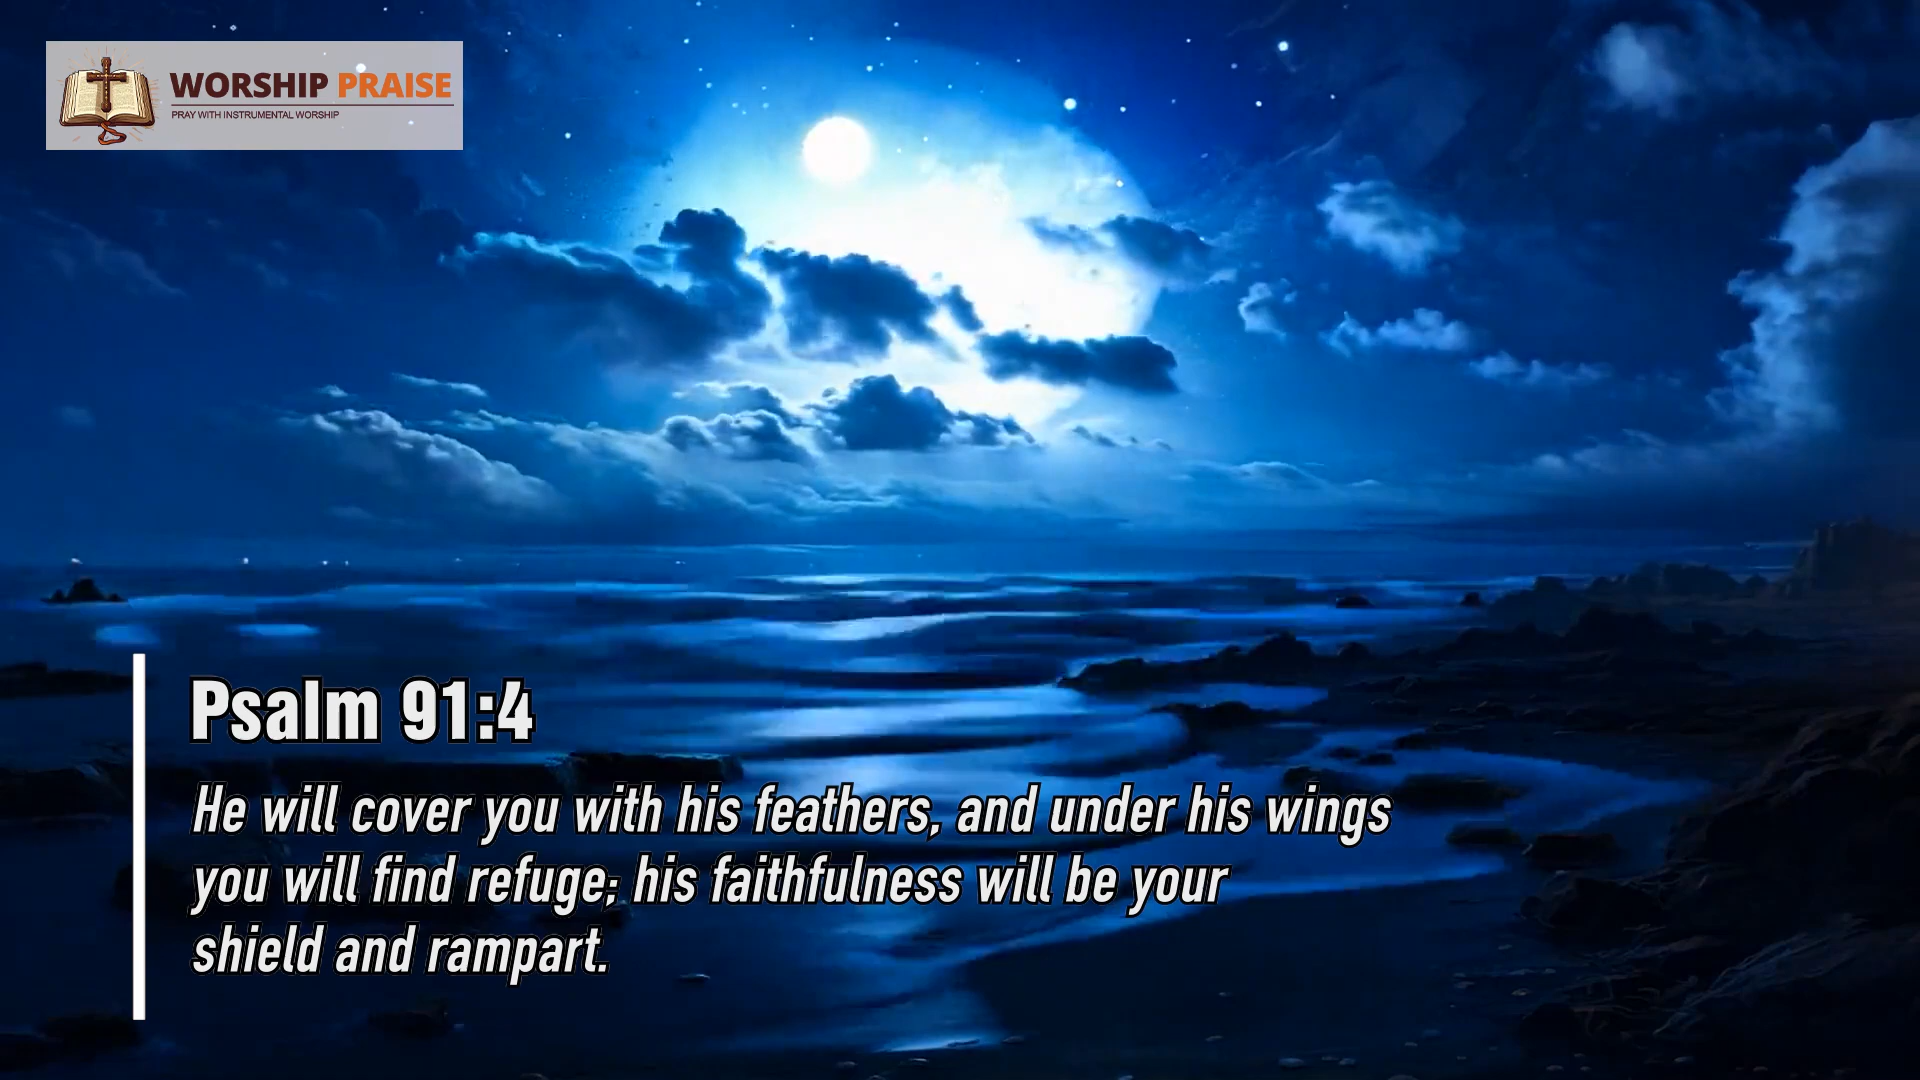 WORSHIP PRAISE
PRAY WITH INSTRUMENTAL WORSHIP
Psalm 91:4
He will cover you with his feathers, and under his wings
you will find refuge; his faithfulness will be your
shield and rampart.